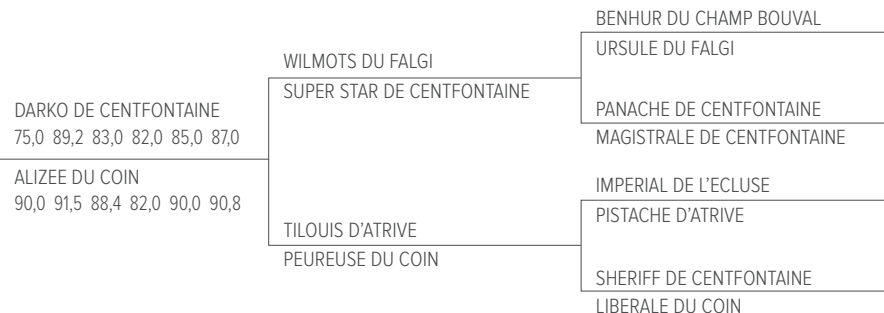 DARKO DE CENTFONTAINE
75,0 89,2 83,0 82,0 85,0 87,0
ALIZEE DU COIN
90,0 91,5 88,4 82,0 90,0 90,8
WILMOTS DU FALGI
SUPER STAR DE CENTFONTAINE
TILOUIS D'ATRIVE
PEUREUSE DU COIN
BENHUR DU CHAMP BOUVAL
URSULE DU FALGI
PANACHE DE CENTFONTAINE
MAGISTRALE DE CENTFONTAINE
IMPERIAL DE L'ECLUSE
PISTACHE D'ATRIVE
SHERIFF DE CENTFONTAINE
LIBERALE DU COIN